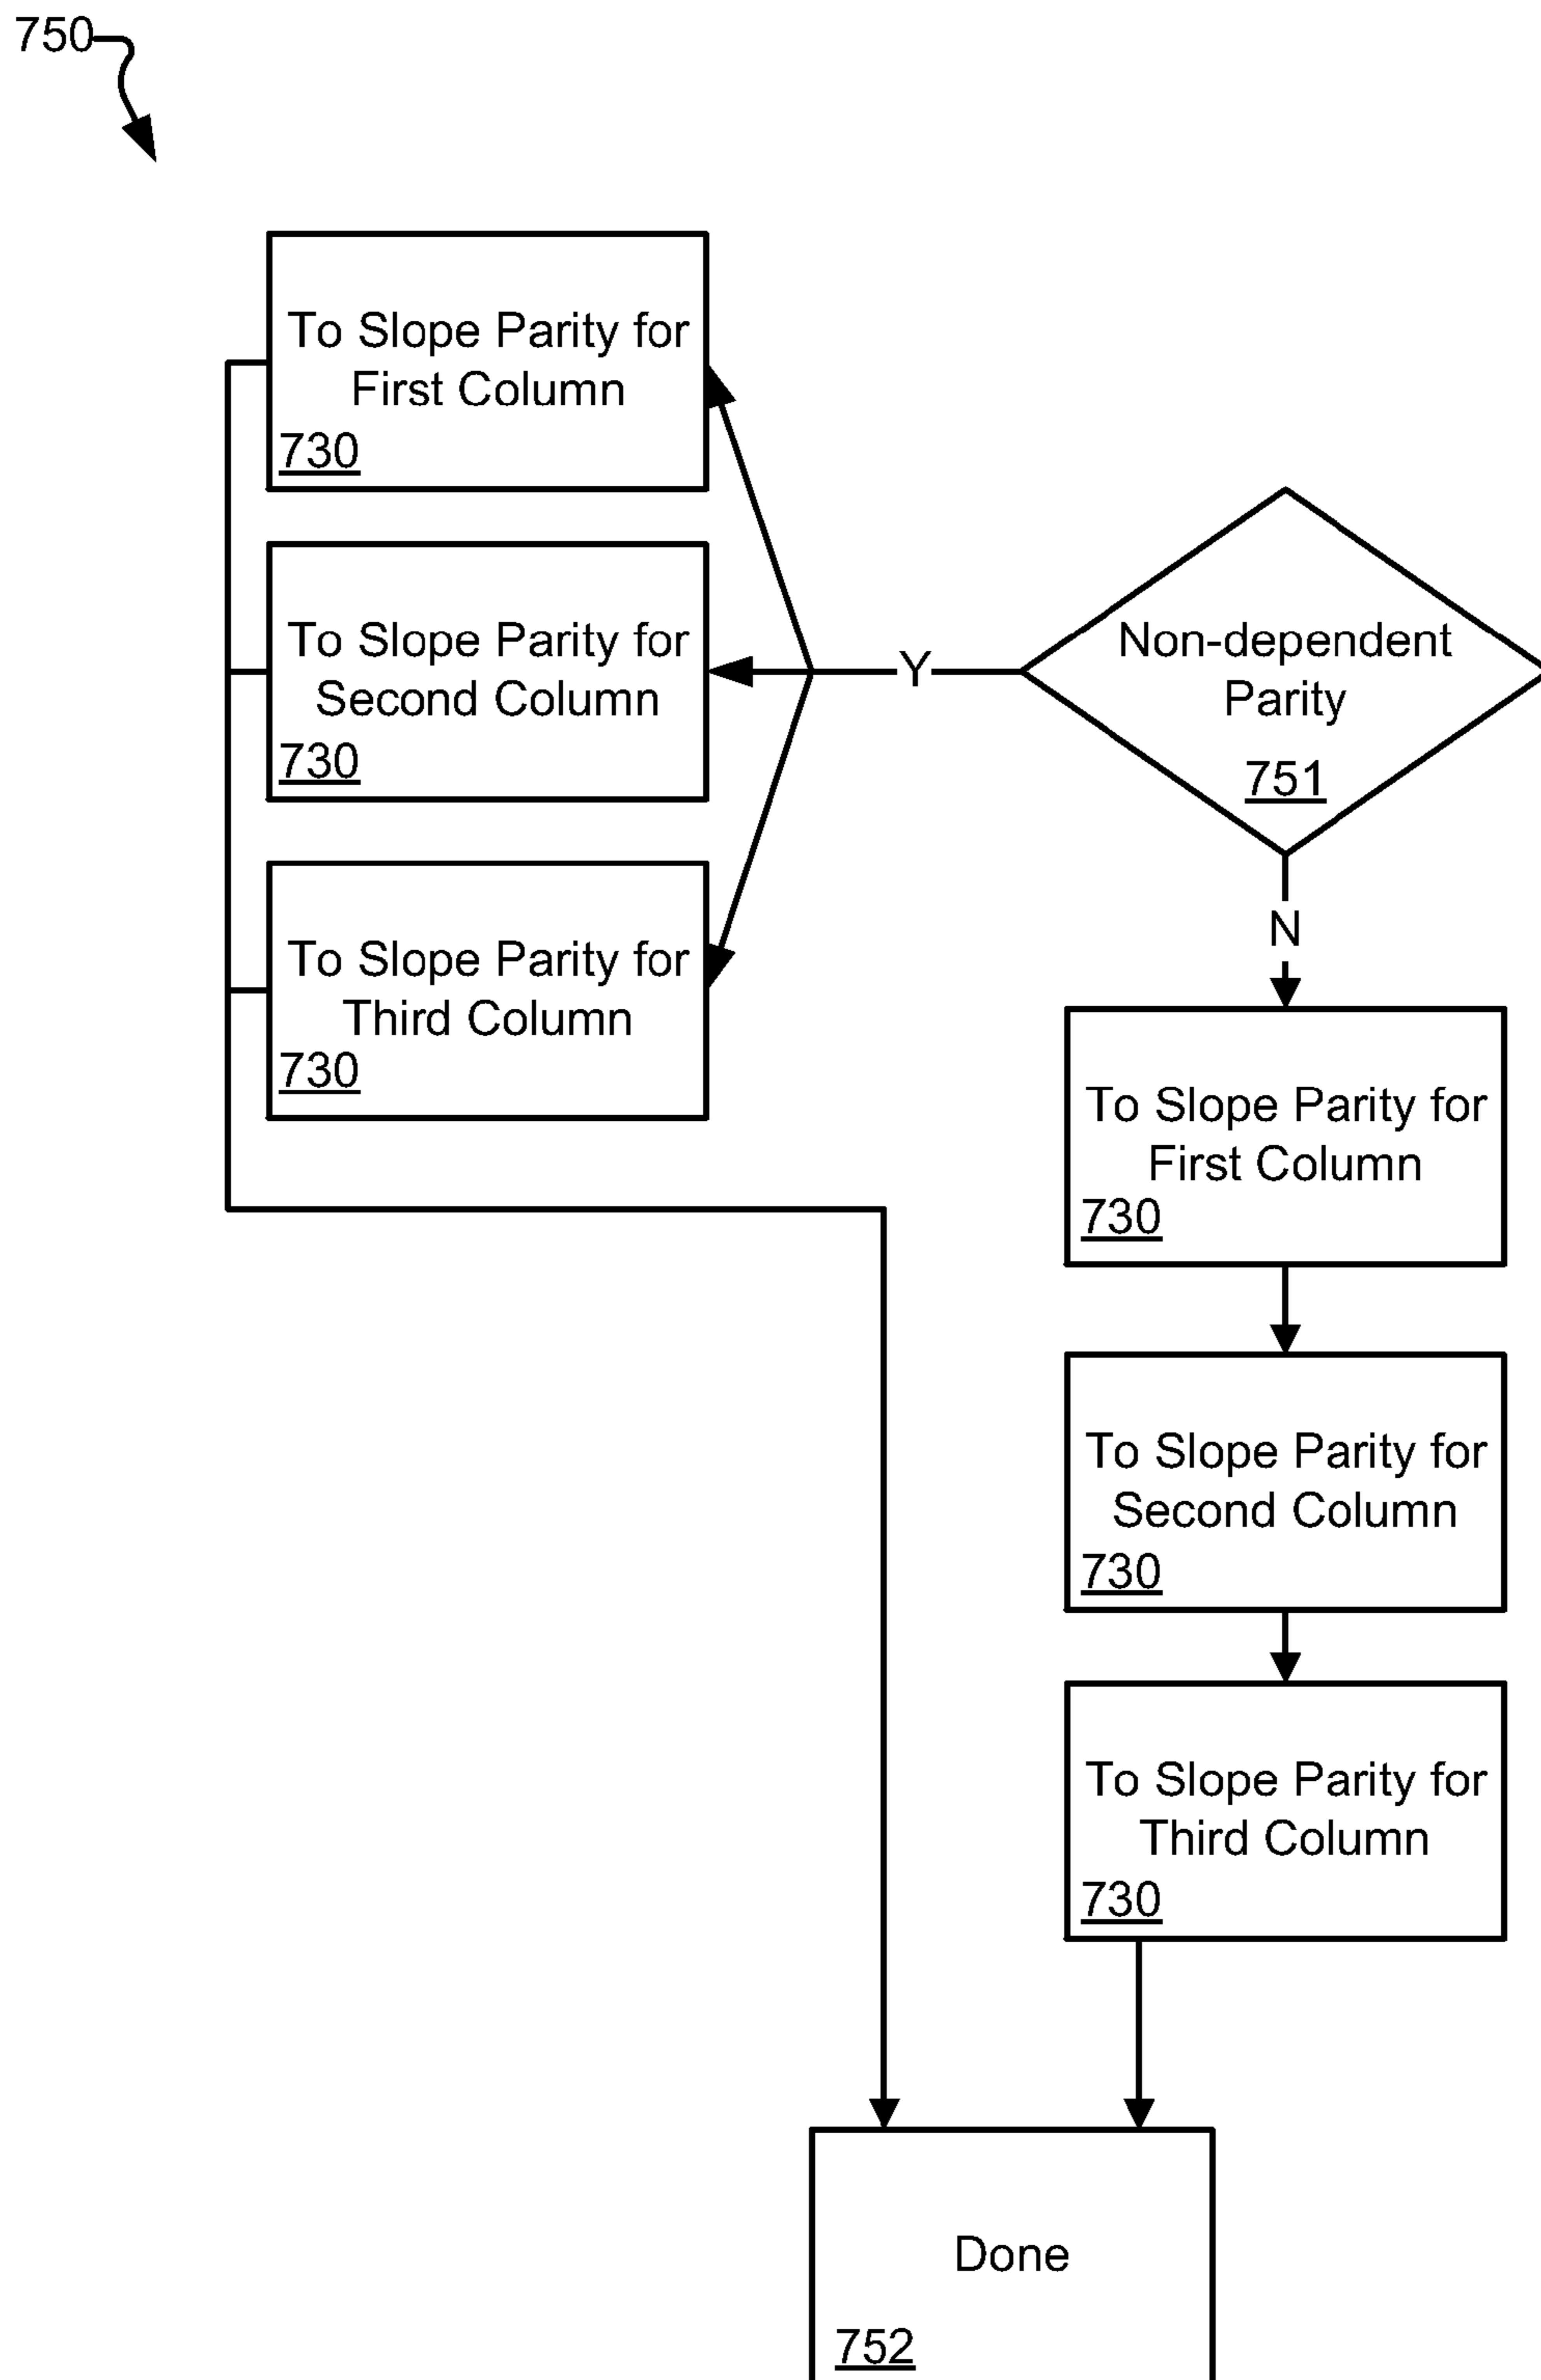 750
To Slope Parity for
First Column
730
To Slope Parity for
Second Column
730
To Slope Parity for
Third Column
730
Y
Non-dependent
Parity
751
N
To Slope Parity for
First Column
730
To Slope Parity for
Second Column
730
To Slope Parity for
Third Column
730
Done
752